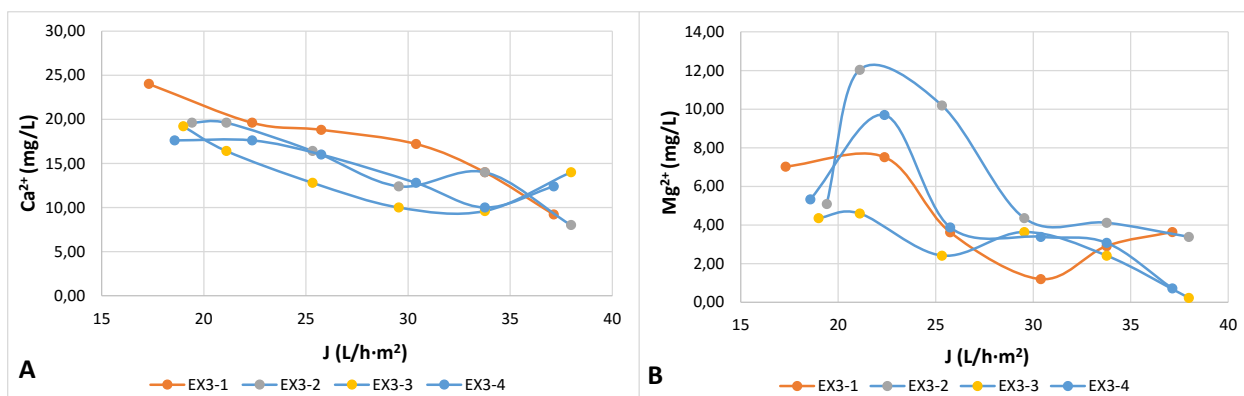 30,00
25,00
20,00
15,00
10,00
5,00
0,00
Ca²⁺ (mg/L)
15 20 25 30 35 40
J (L/h·m²)
A
EX3-1 EX3-2 EX3-3 EX3-4
14,00
12,00
10,00
8,00
6,00
4,00
2,00
0,00
Mg²⁺ (mg/L)
15 20 25 30 35 40
J (L/h·m²)
B
EX3-1 EX3-2 EX3-3 EX3-4